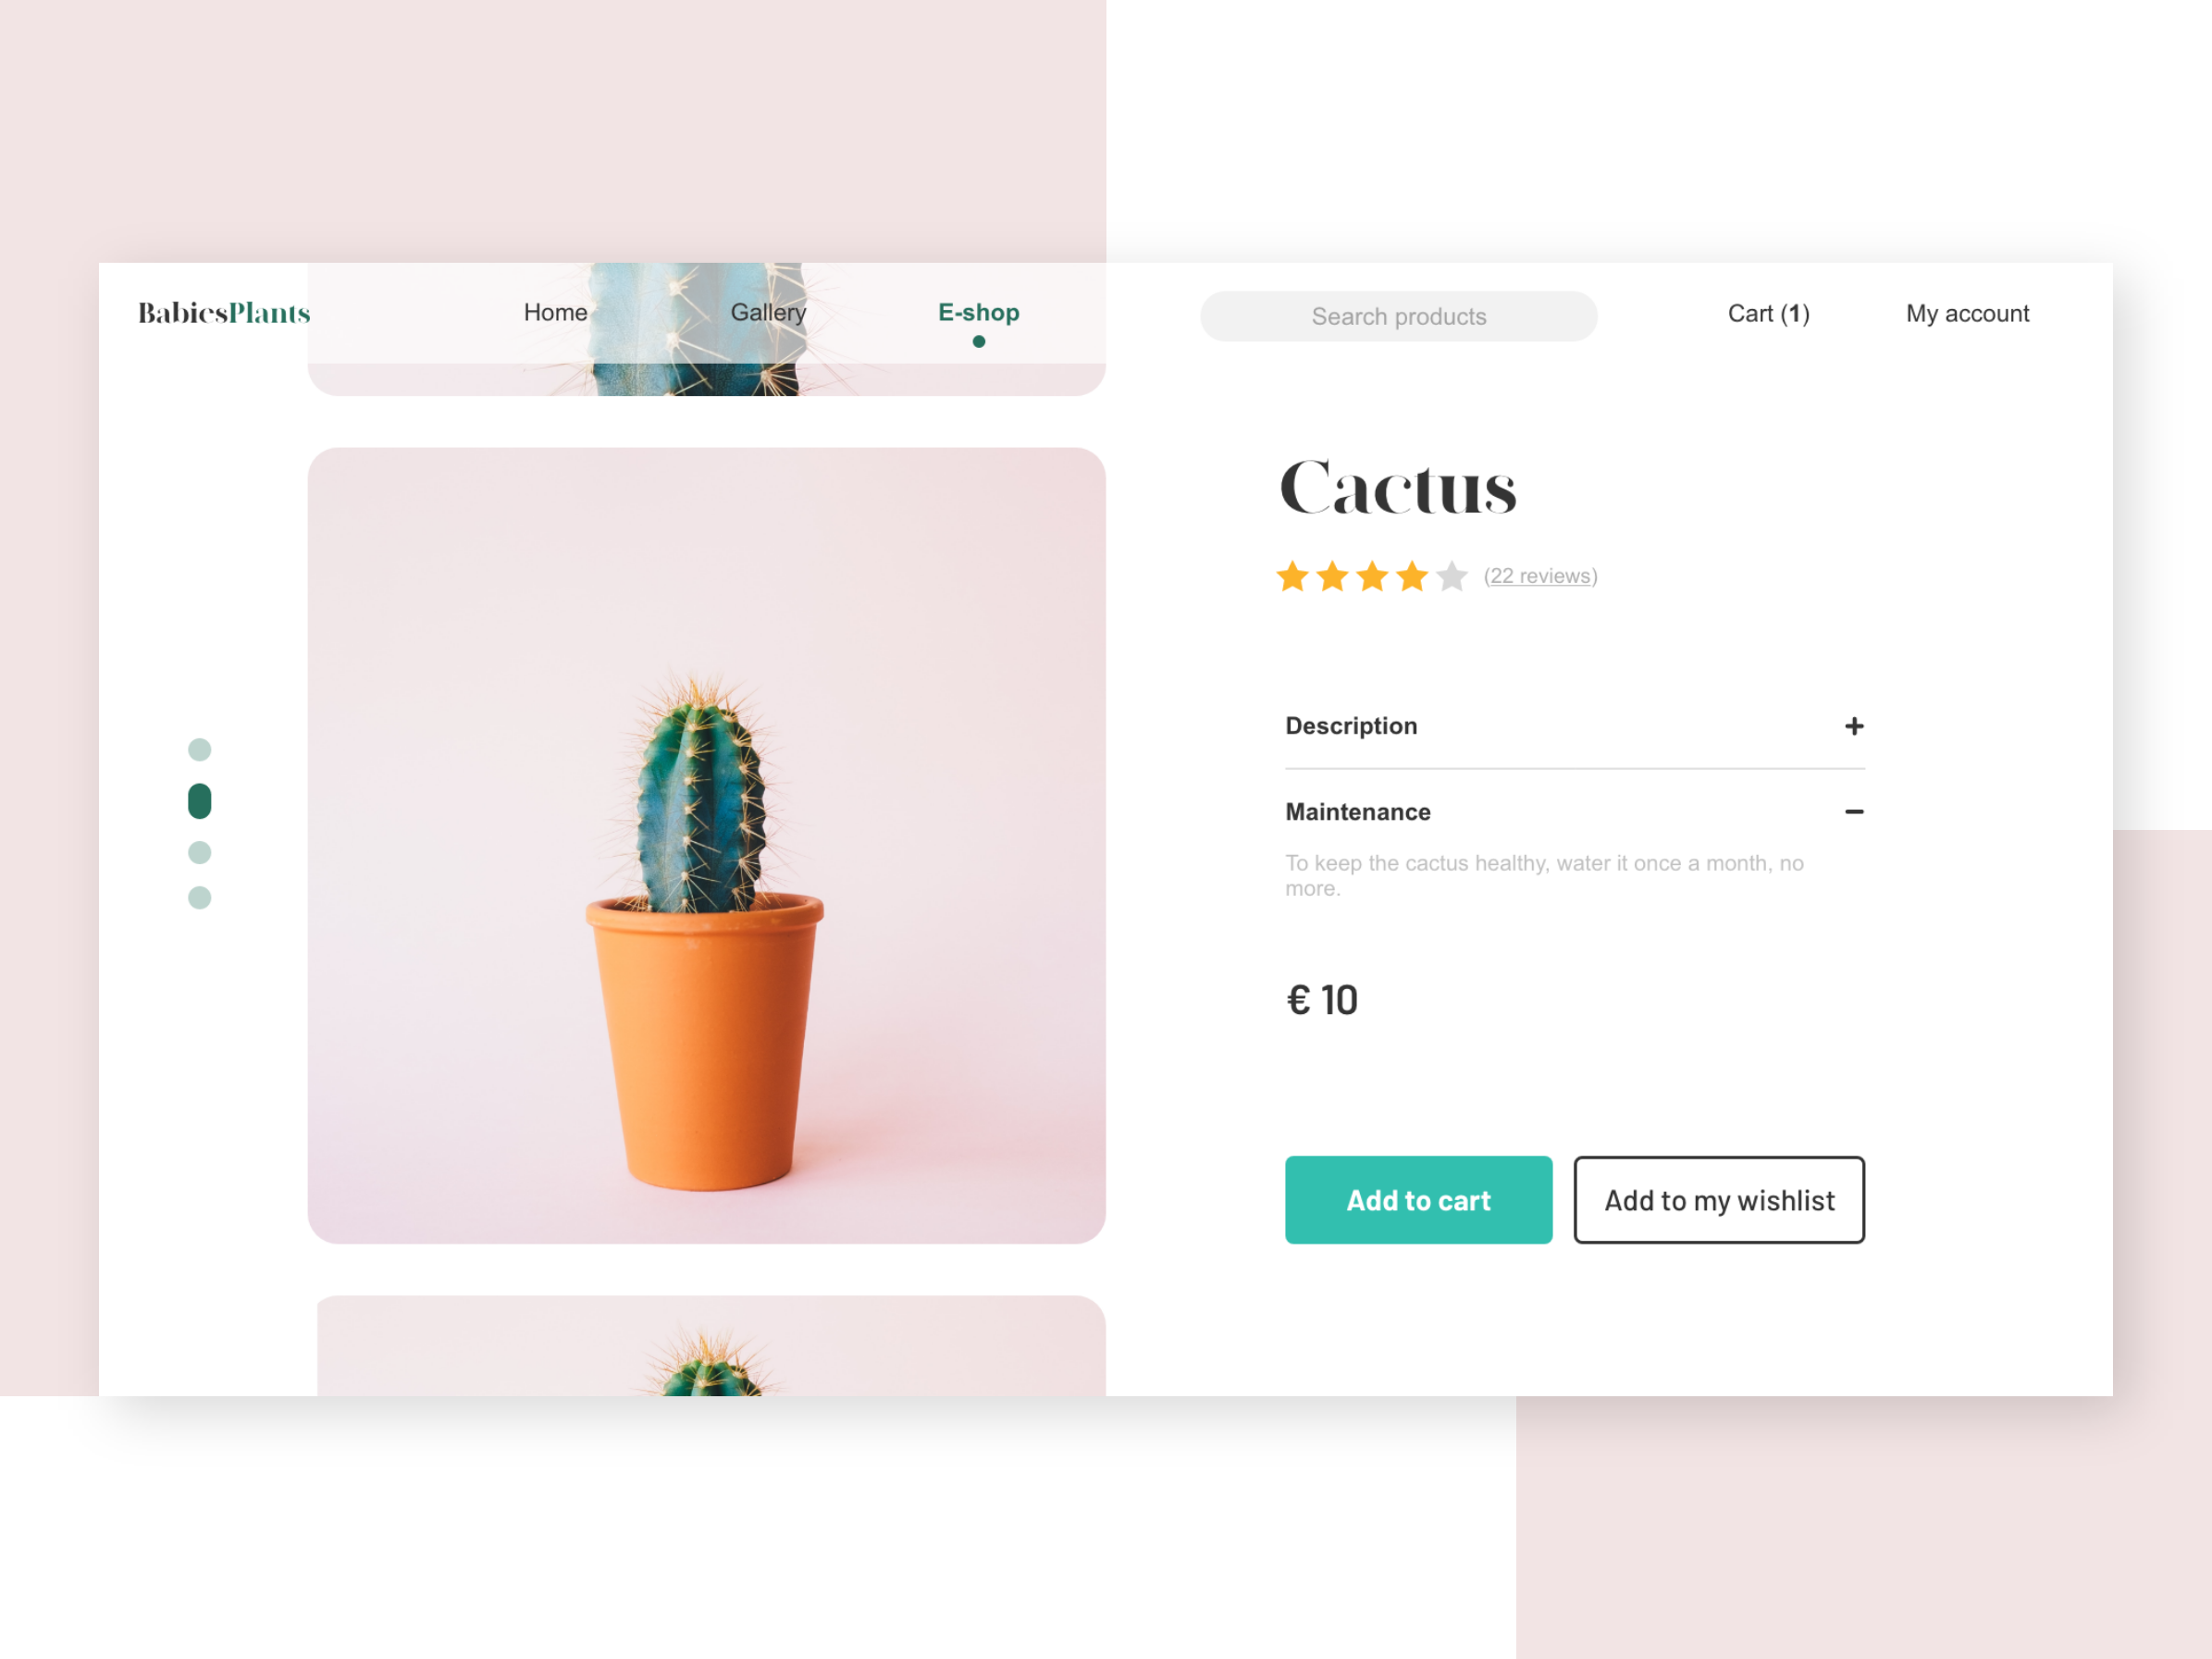 BabiesPlants
Home
Gallery
E-shop
Search products
Cart (1)
My account
Cactus
(22 reviews)
Description
Maintenance
To keep the cactus healthy, water it once a month, no
more.
€ 10
Add to cart
Add to my wishlist